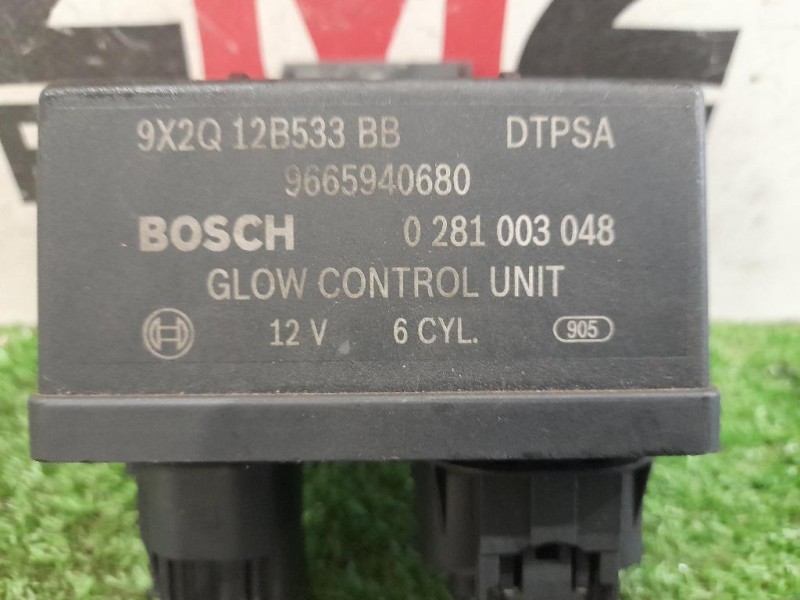 9X2Q 12B533 BB DTPSA
9665940680
BOSCH 0 281 003 048
GLOW CONTROL UNIT
12 V 6 CYL. 905